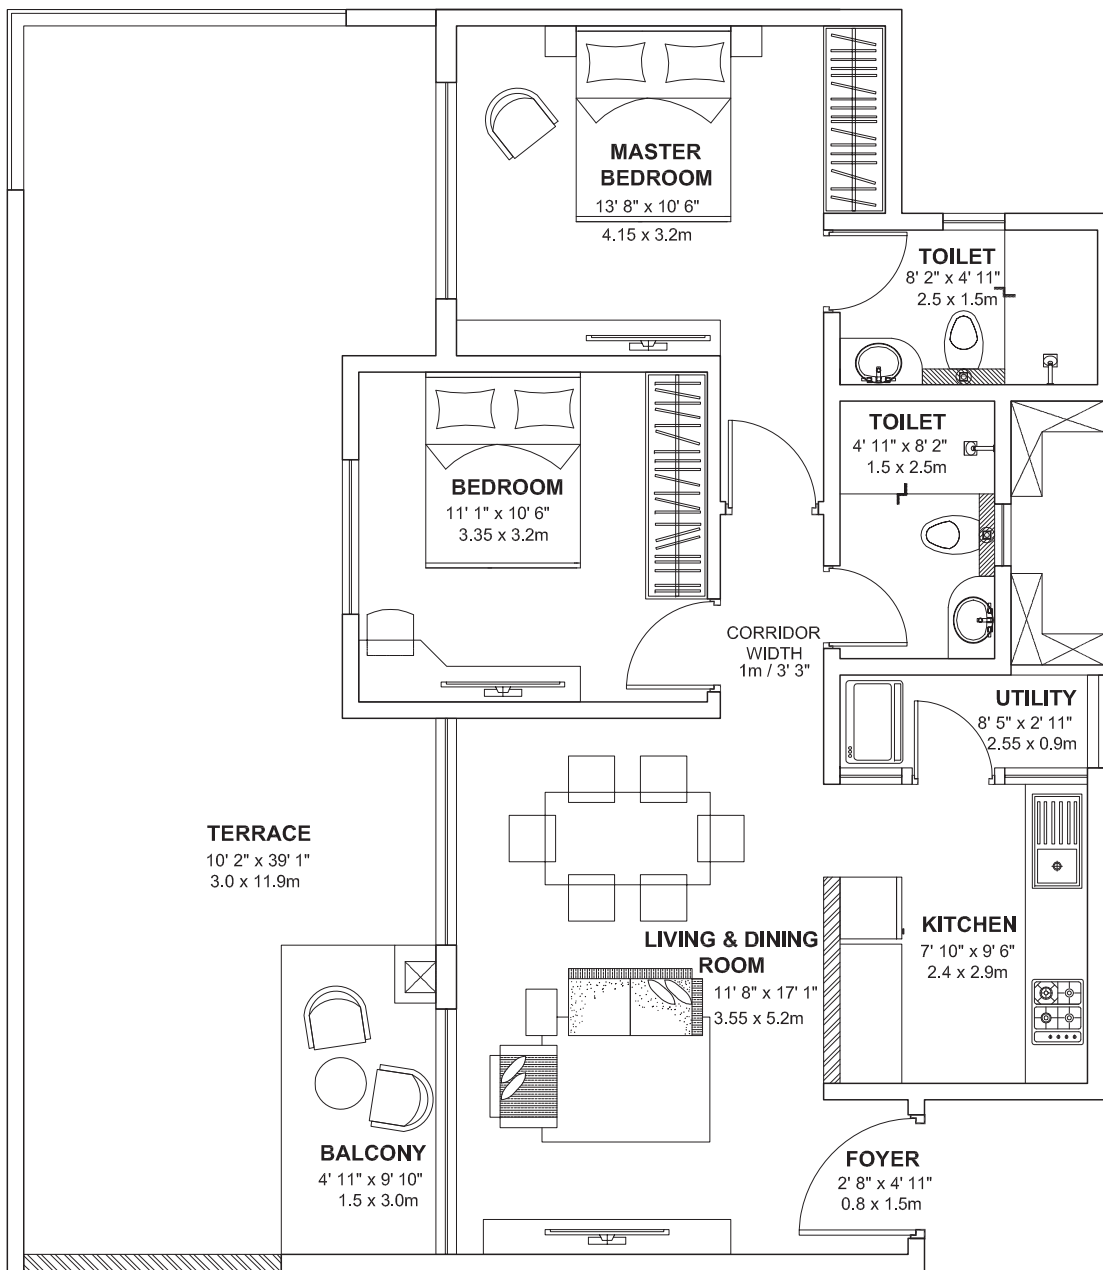 MASTER
BEDROOM
13' 8" x 10' 6"
4.15 x 3.2m
TOILET
8' 2" x 4' 11"
2.5 x 1.5m
TOILET
4' 11" x 8' 2"
1.5 x 2.5m
BEDROOM
11' 1" x 10' 6"
3.35 x 3.2m
CORRIDOR
WIDTH
1m / 3' 3"
UTILITY
8' 5" x 2' 11"
2.55 x 0.9m
TERRACE
10' 2" x 39' 1"
3.0 x 11.9m
KITCHEN
7' 10" x 9' 6"
2.4 x 2.9m
LIVING & DINING
ROOM
11' 8" x 17' 1"
3.55 x 5.2m
BALCONY
4' 11" x 9' 10"
1.5 x 3.0m
FOYER
2' 8" x 4' 11"
0.8 x 1.5m